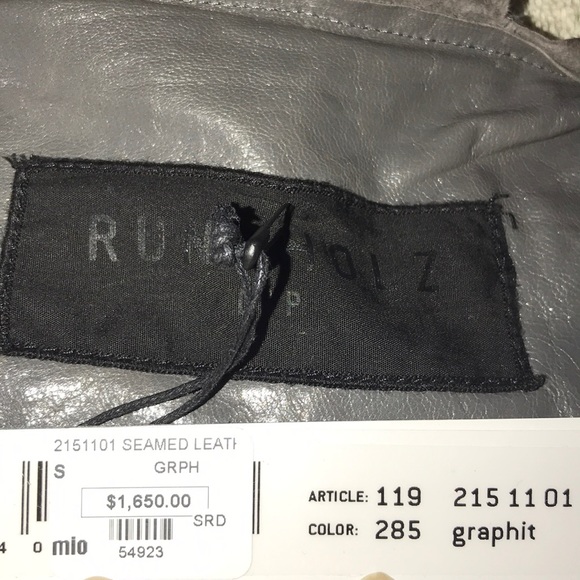 2151101 SEAMED LEATH
S GRPH
$1,650.00
SRD
4 0 mio 54923
ARTICLE: 119 215 11 01
COLOR: 285 graphit